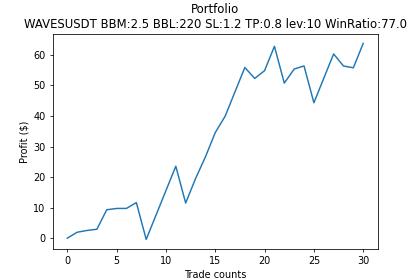 Portfolio
WAVESUSDT BBM:2.5 BBL:220 SL:1.2 TP:0.8 lev:10 WinRatio:77.0
60
50
40
30
20
10
0
Profit ($)
0 5 10 15 20 25 30
Trade counts